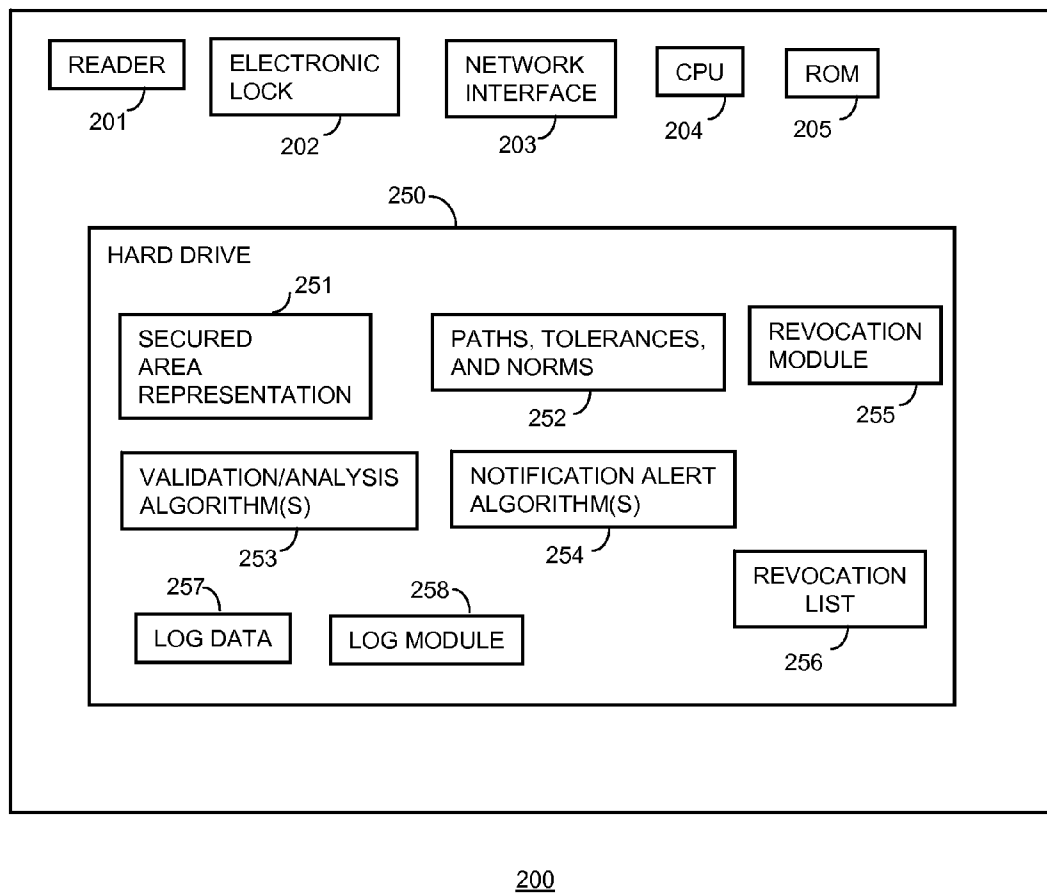 READER
201
ELECTRONIC
LOCK
202
NETWORK
INTERFACE
203
CPU
204
ROM
205
250
HARD DRIVE
251
SECURED
AREA
REPRESENTATION
PATHS, TOLERANCES,
AND NORMS
252
REVOCATION
MODULE
255
VALIDATION/ANALYSIS
ALGORITHM(S)
253
NOTIFICATION ALERT
ALGORITHM(S)
254
257
LOG DATA
258
LOG MODULE
REVOCATION
LIST
256
200